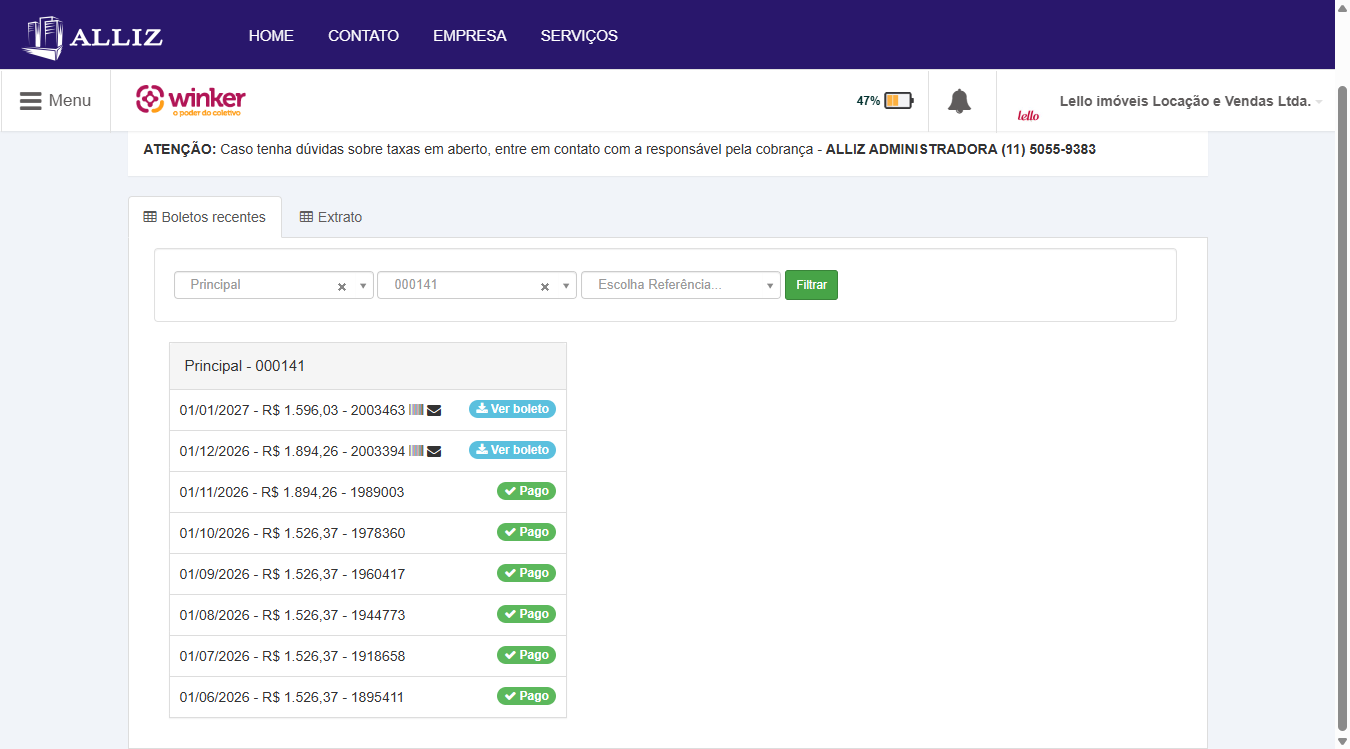 ALLIZ HOME CONTATO EMPRESA SERVIÇOS
Menu winker 47% lello Lello imóveis Locação e Vendas Ltda.
o poder do coletivo
ATENÇÃO: Caso tenha dúvidas sobre taxas em aberto, entre em contato com a responsável pela cobrança - ALLIZ ADMINISTRADORA (11) 5055-9383
Boletos recentes Extrato
Principal × 000141 × Escolha Referência... Filtrar
Principal - 000141
01/01/2027 - R$ 1.596,03 - 2003463 Ver boleto
01/12/2026 - R$ 1.894,26 - 2003394 Ver boleto
01/11/2026 - R$ 1.894,26 - 1989003 Pago
01/10/2026 - R$ 1.526,37 - 1978360 Pago
01/09/2026 - R$ 1.526,37 - 1960417 Pago
01/08/2026 - R$ 1.526,37 - 1944773 Pago
01/07/2026 - R$ 1.526,37 - 1918658 Pago
01/06/2026 - R$ 1.526,37 - 1895411 Pago